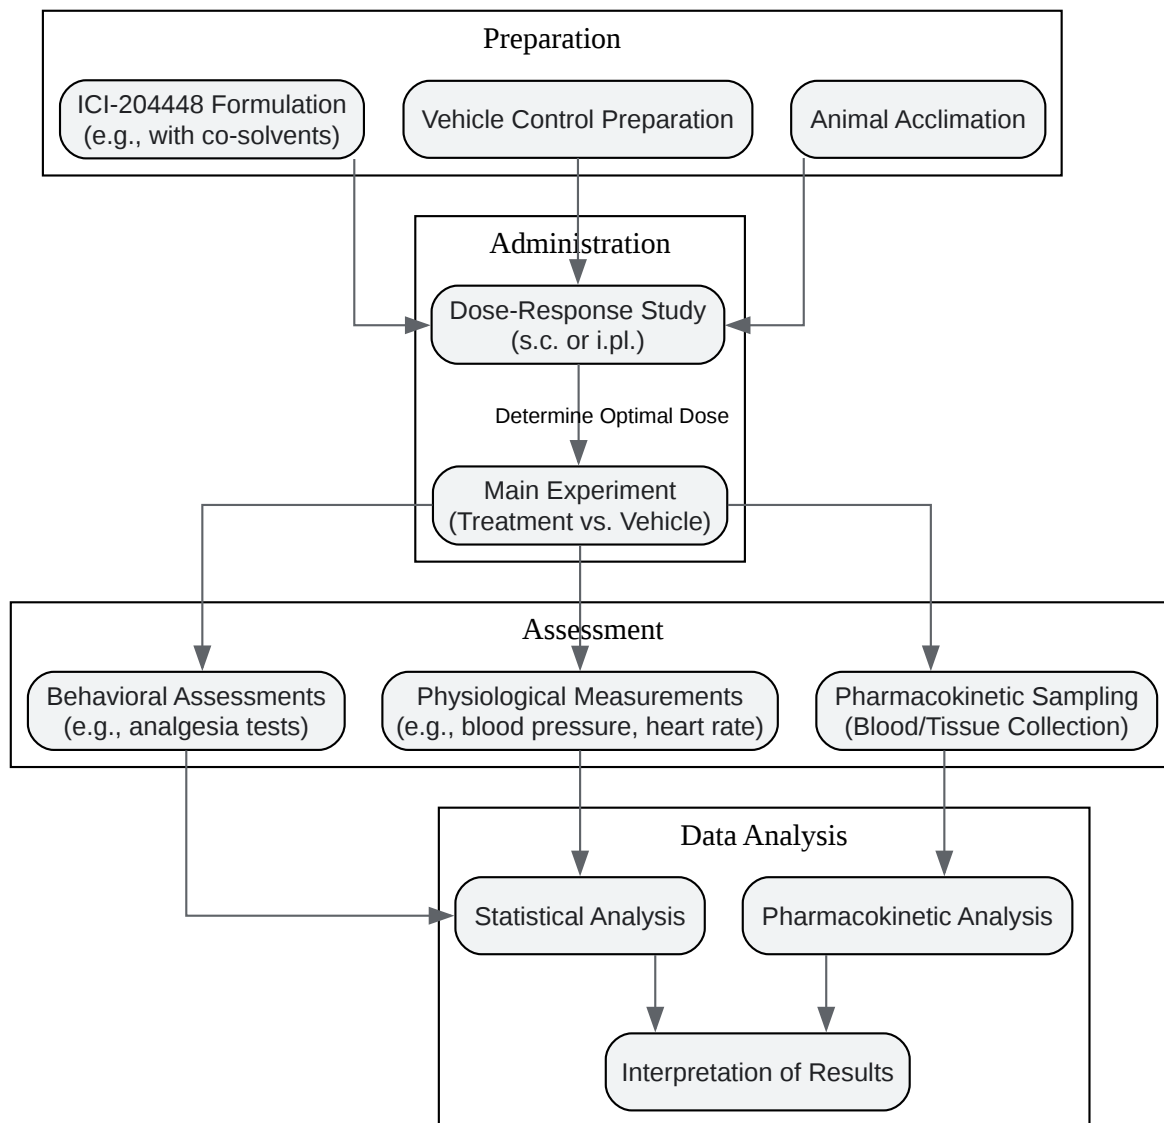 Preparation
ICI-204448 Formulation
(e.g., with co-solvents)
Vehicle Control Preparation
Animal Acclimation
Administration
Dose-Response Study
(s.c. or i.pl.)
Determine Optimal Dose
Main Experiment
(Treatment vs. Vehicle)
Assessment
Behavioral Assessments
(e.g., analgesia tests)
Physiological Measurements
(e.g., blood pressure, heart rate)
Pharmacokinetic Sampling
(Blood/Tissue Collection)
Data Analysis
Statistical Analysis
Pharmacokinetic Analysis
Interpretation of Results